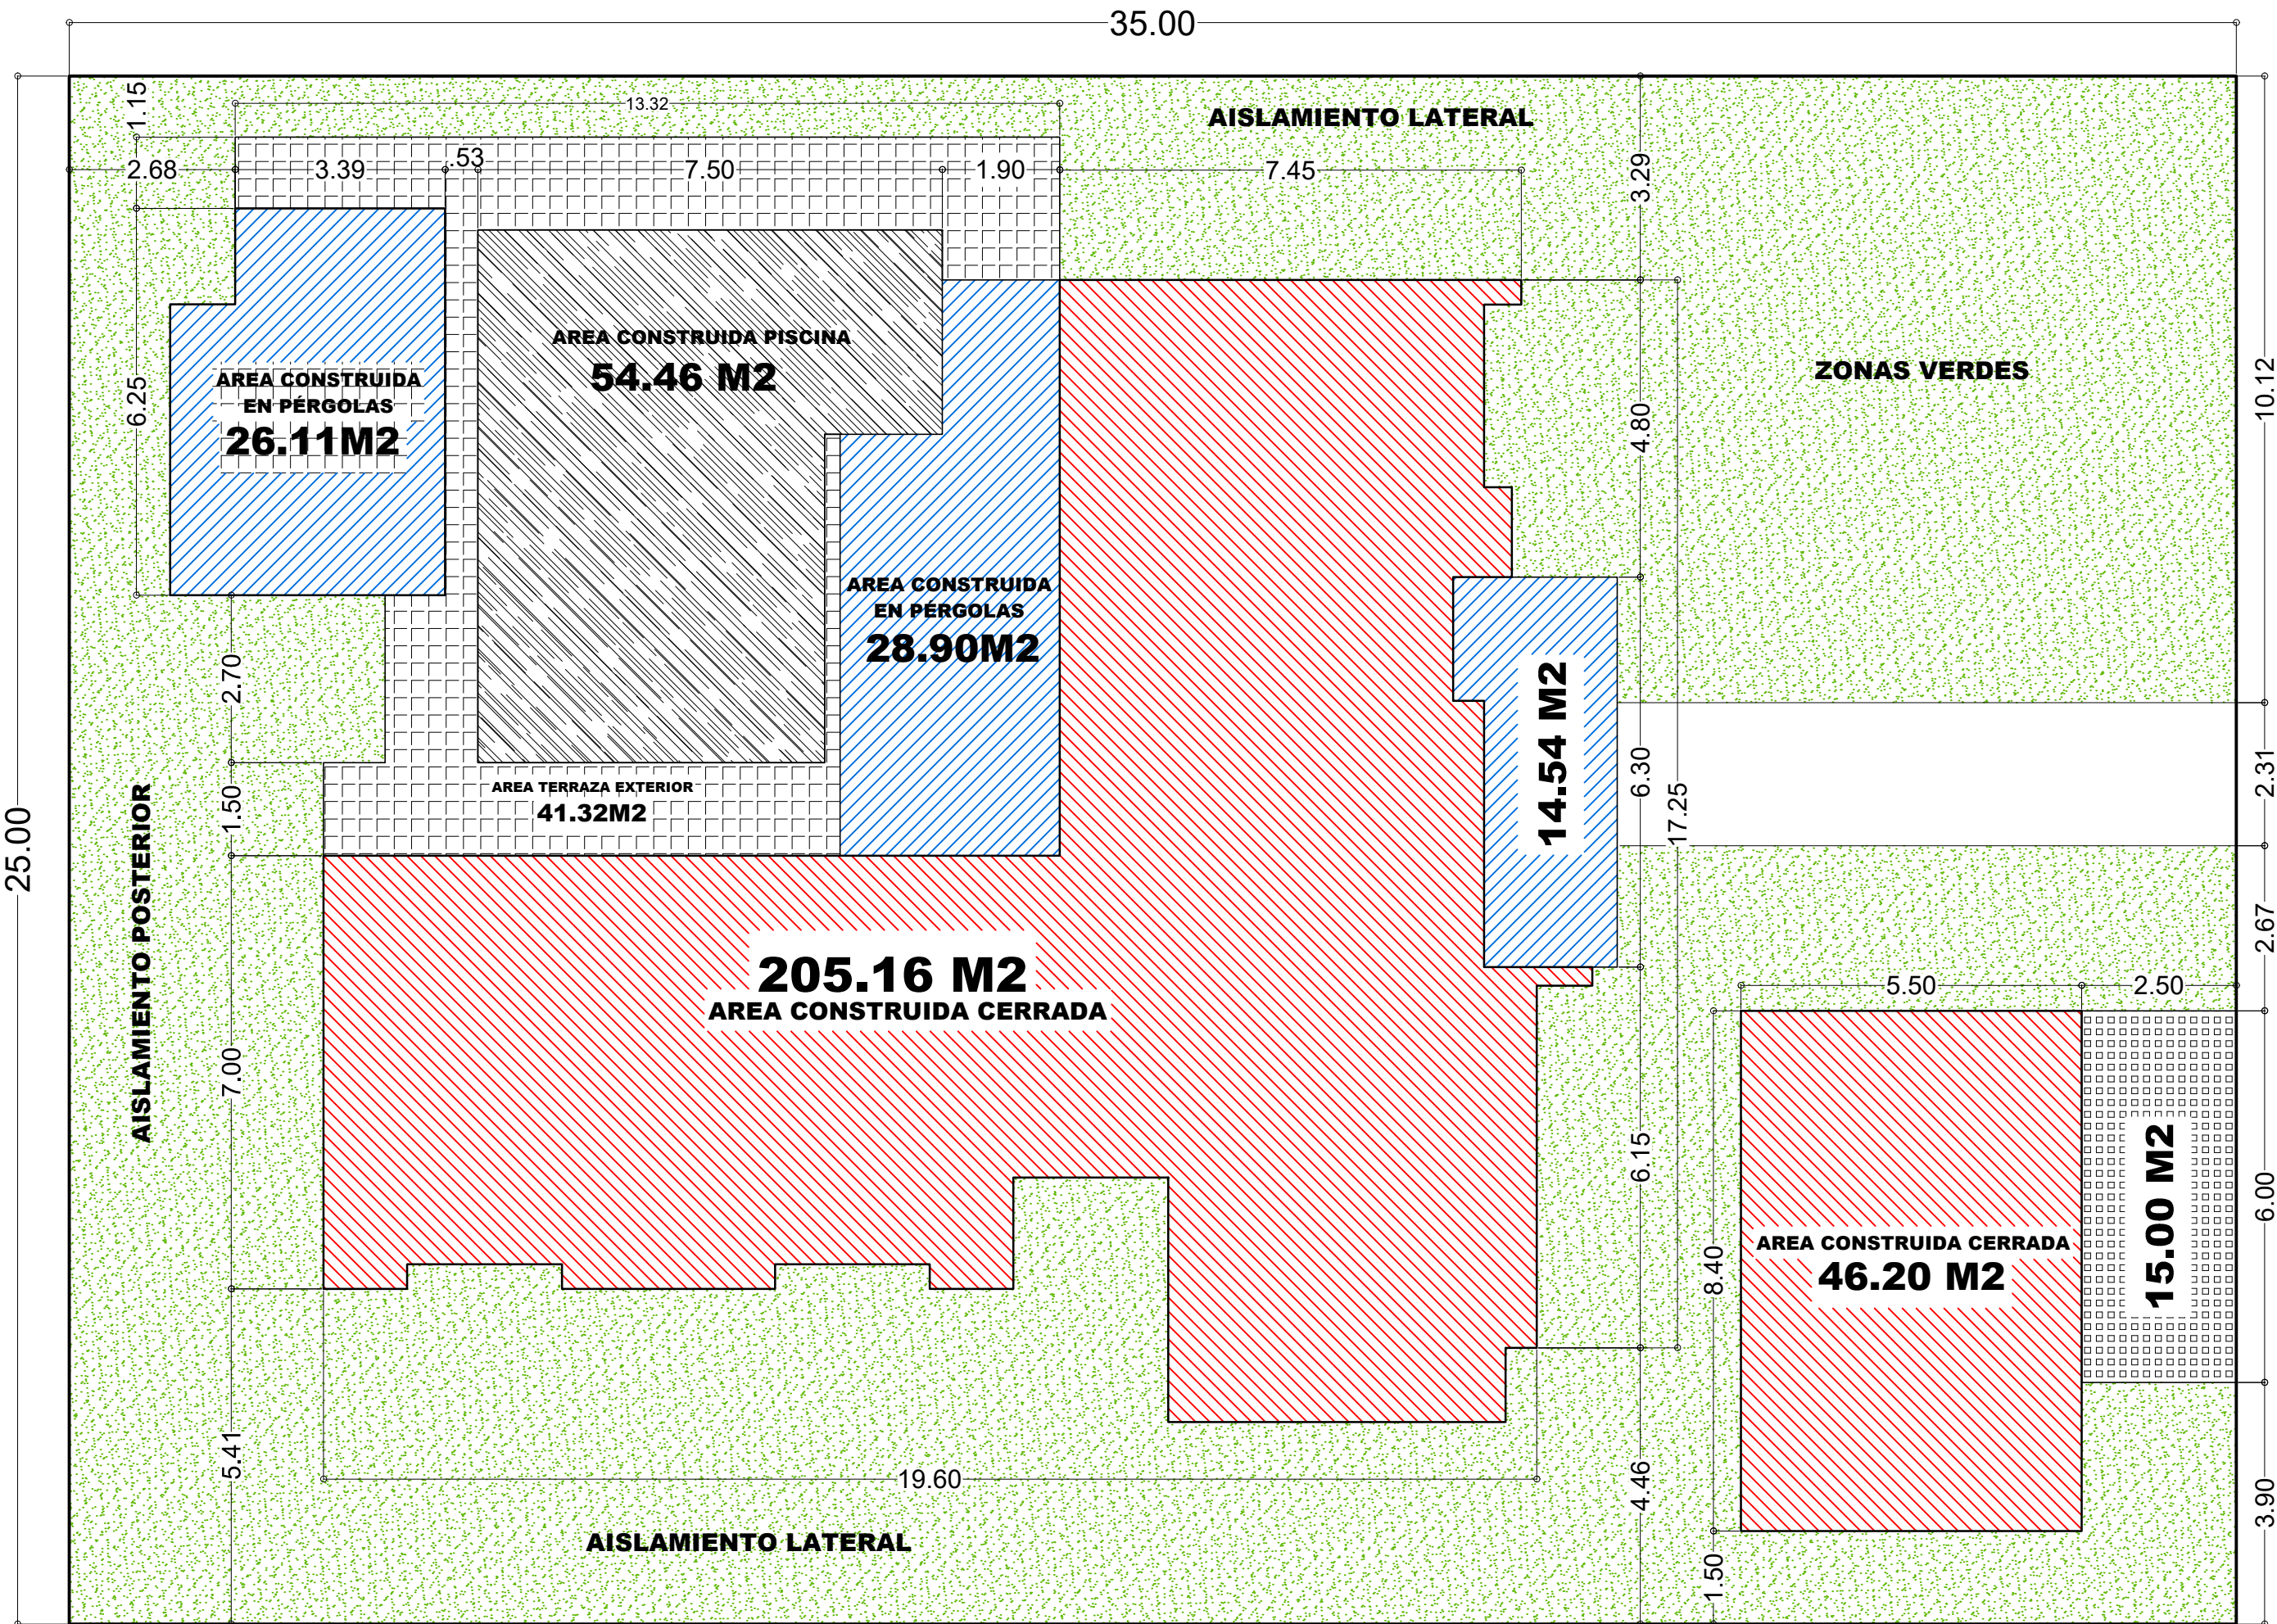 35.00
1.15
13.32
AISLAMIENTO LATERAL
2.68
3.39
.53
7.50
1.90
7.45
3.29
AREA CONSTRUIDA PISCINA
54.46 M2
ZONAS VERDES
AREA CONSTRUIDA
EN PÉRGOLAS
26.11M2
6.25
4.80
10.12
AREA CONSTRUIDA
EN PÉRGOLAS
28.90M2
2.70
14.54 M2
6.30
2.31
AREA TERRAZA EXTERIOR
41.32M2
1.50
17.25
25.00
AISLAMIENTO POSTERIOR
2.67
205.16 M2
AREA CONSTRUIDA CERRADA
5.50
2.50
7.00
6.15
6.00
15.00 M2
AREA CONSTRUIDA CERRADA
46.20 M2
8.40
5.41
19.60
4.46
3.90
AISLAMIENTO LATERAL
1.50